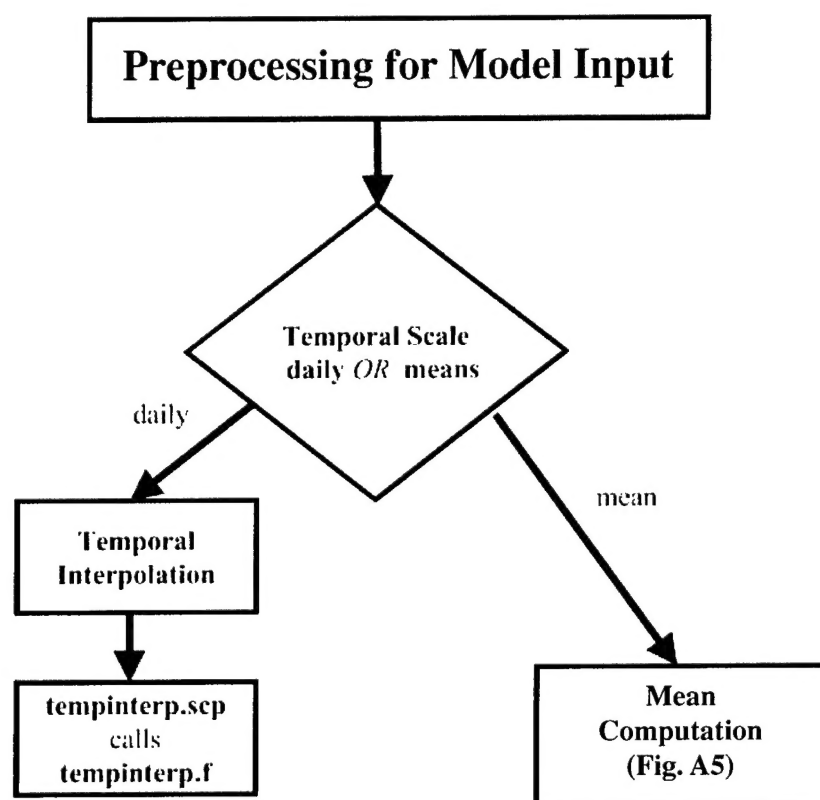 Preprocessing for Model Input
Temporal Scale
daily OR means
daily
mean
Temporal
Interpolation
tempinterp.scp
calls
tempinterp.f
Mean
Computation
(Fig. A5)